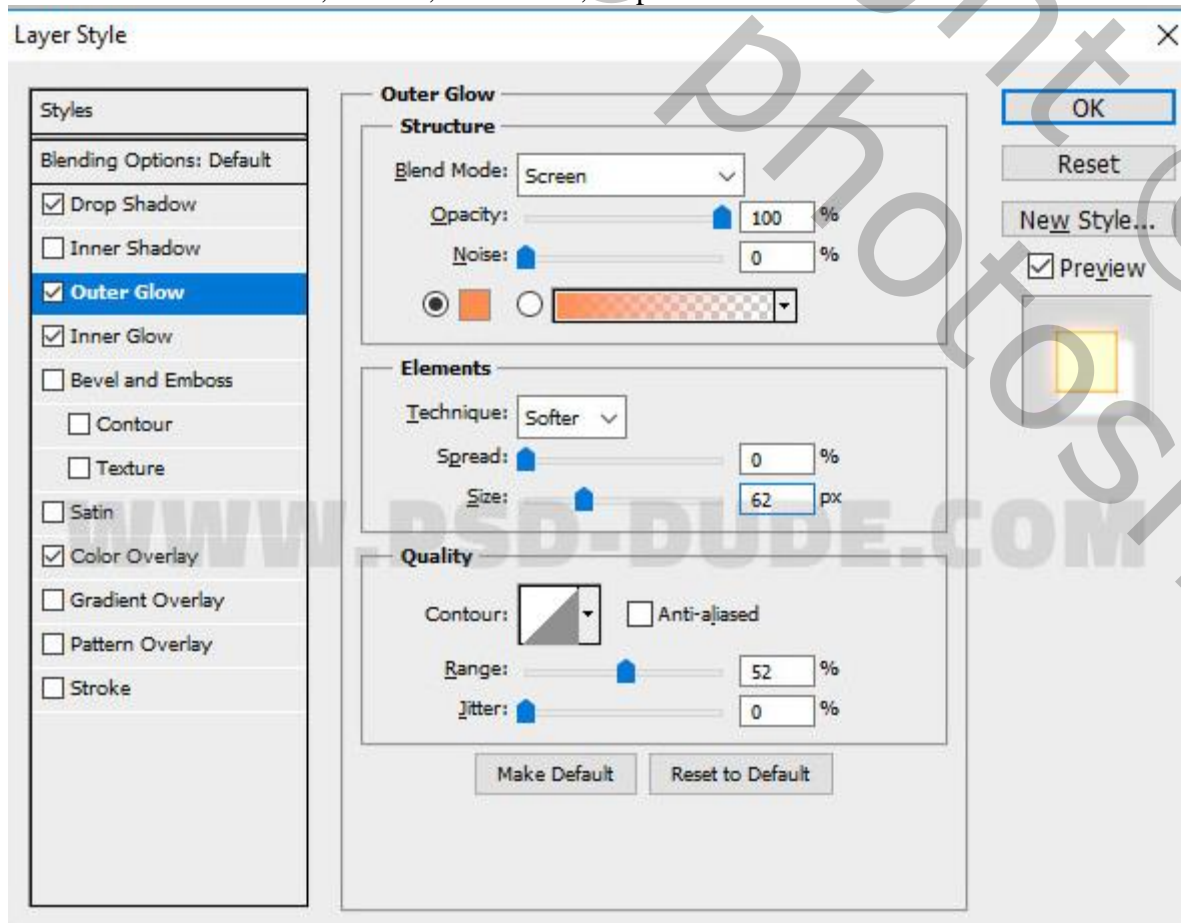 Layer Style
Styles
Blending Options: Default
Drop Shadow
Inner Shadow
Outer Glow
Inner Glow
Bevel and Emboss
Contour
Texture
Satin
Color Overlay
Gradient Overlay
Pattern Overlay
Stroke
Outer Glow
Structure
Blend Mode: Screen
Opacity: 100 %
Noise: 0 %
Elements
Technique: Softer
Spread: 0 %
Size: 62 px
Quality
Contour: Anti-aliased
Range: 52 %
Jitter: 0 %
Make Default Reset to Default
OK
Reset
New Style...
Preview
WWW.PSD-DUDE.COM